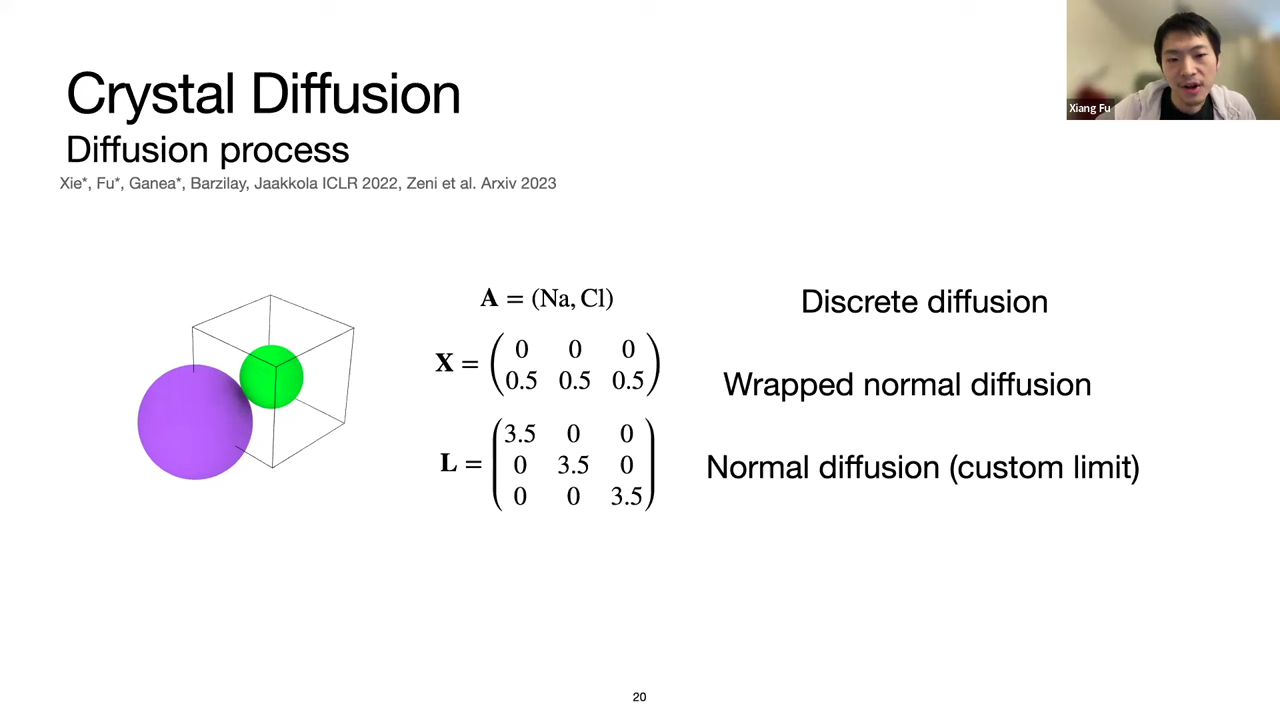 Crystal Diffusion
Diffusion process
Xie*, Fu*, Ganea*, Barzilay, Jaakkola ICLR 2022, Zeni et al. Arxiv 2023
Xiang Fu
A = (Na, Cl)
Discrete diffusion
X = (0 0 0
0.5 0.5 0.5)
Wrapped normal diffusion
L = (3.5 0 0
0 3.5 0
0 0 3.5)
Normal diffusion (custom limit)
20